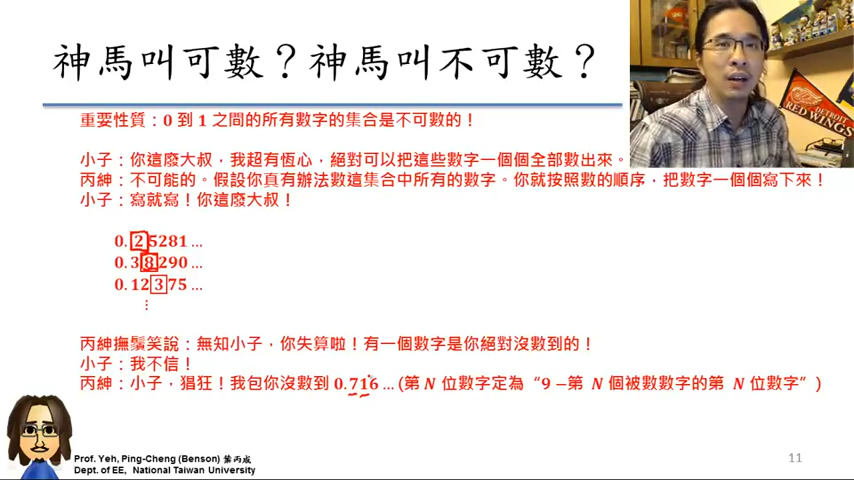 神馬叫可數？神馬叫不可數？
DETROIT
RED WINGS
重要性質：0 到 1 之間的所有數字的集合是不可數的！
小子：你這廢大叔，我超有恆心，絕對可以把這些數字一個個全部數出來。
丙紳：不可能的。假設你真有辦法數這集合中所有的數字。你就按照數的順序，把數字一個個寫下來！
小子：寫就寫！你這廢大叔！
0.25281…
0.38290…
0.12375…
⋮
丙紳撫鬚笑說：無知小子，你失算啦！有一個數字是你絕對沒數到的！
小子：我不信！
丙紳：小子，猖狂！我包你沒數到 0.716 … (第 N 位數字定為 “9 −第 N 個被數數字的第 N 位數字” )
Prof. Yeh, Ping-Cheng (Benson) 葉丙成
Dept. of EE, National Taiwan University
11